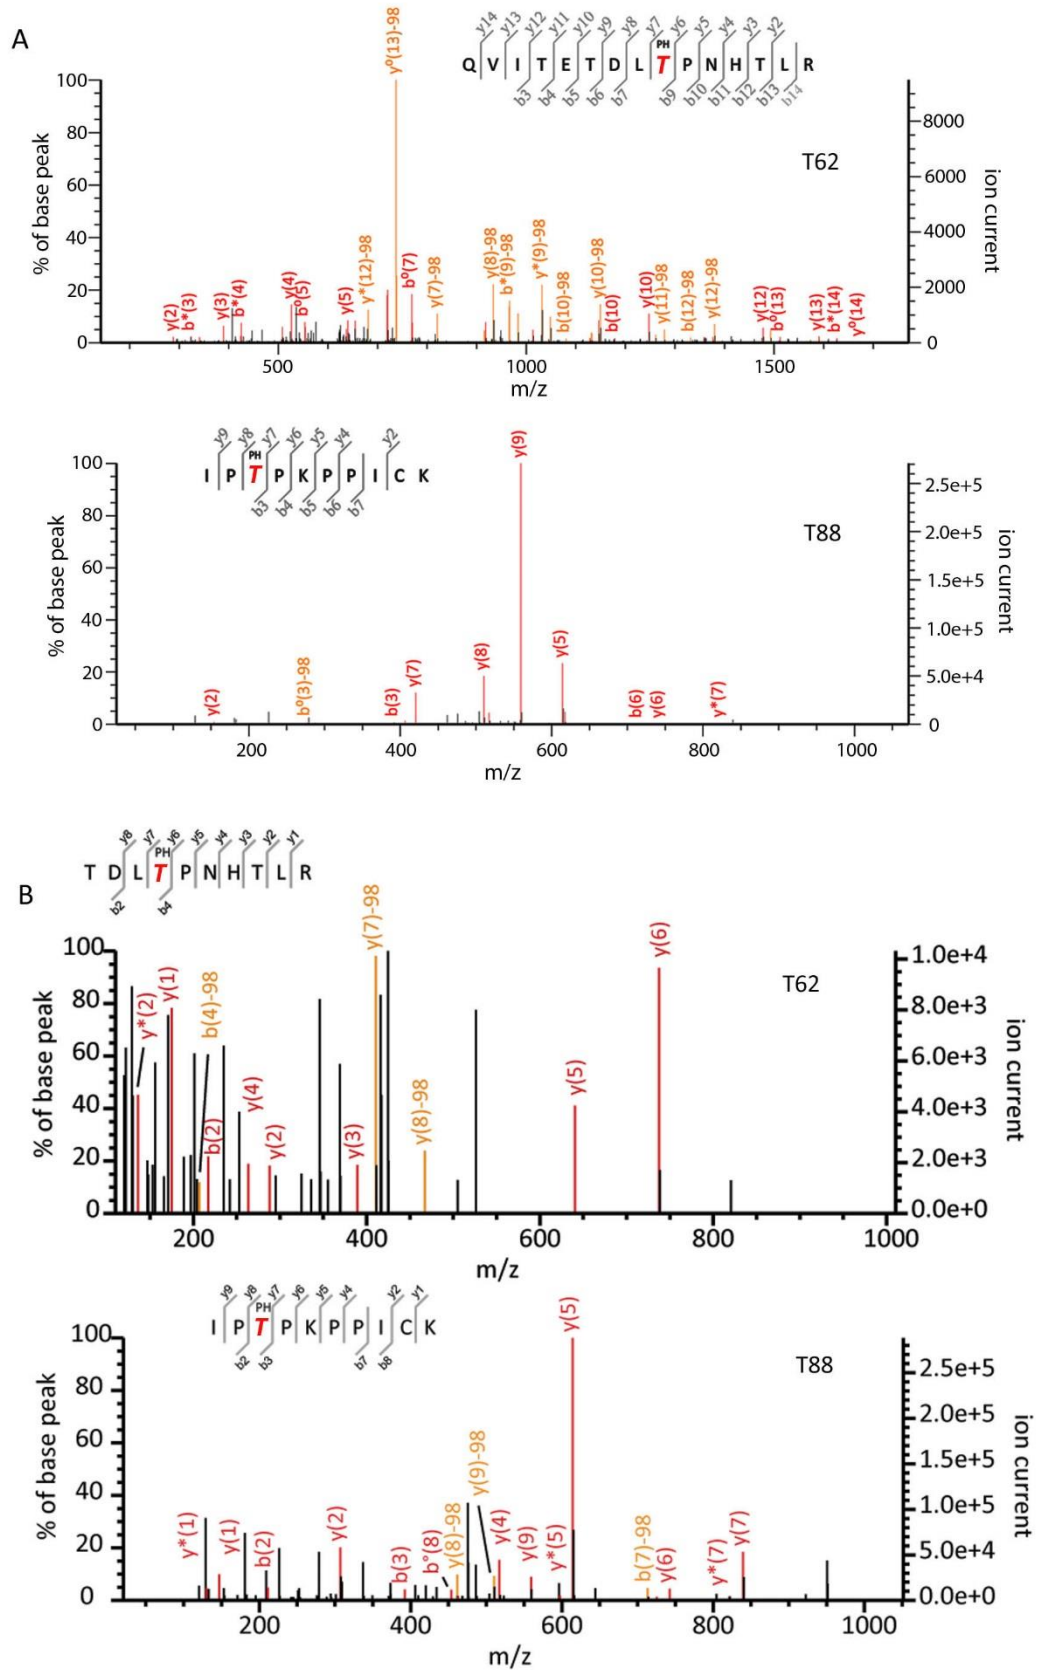 A
y°(13)-98
y14 y13 y12 y11 y10 y9 y8 y7 y6 y5 y4 y3 y2
PH
Q V I T E T D L T P N H T L R
b3 b4 b5 b6 b7 b9 b10 b11 b12 b13 b14
T62
% of base peak
100
80
60
40
20
0
8000
6000
4000
2000
0
ion current
y(2) b*(3) y(3) b*(4) y(4) b°(5) y(5) y*(12)-98 b°(7) y(7)-98 y(8)-98 b*(9)-98 y*(9)-98 b(10)-98 y(10)-98 b(10) y(10) y(11)-98 b(12)-98 y(12)-98 y(12) b°(13) y(13) b*(14) y°(14)
500 1000 1500
m/z
y9 y8 y7 y6 y5 y4 y2
PH
I P T P K P P I C K
b3 b4 b5 b6 b7
T88
% of base peak
100
80
60
40
20
0
2.5e+5
2.0e+5
1.5e+5
1.0e+5
5.0e+4
0
ion current
y(2) b°(3)-98 b(3) y(7) y(8) y(9) y(5) b(6) y(6) y*(7)
200 400 600 800 1000
m/z
B
y8 y7 y6 y5 y4 y3 y2 y1
PH
T D L T P N H T L R
b2 b4
T62
% of base peak
100
80
60
40
20
0
1.0e+4
8.0e+3
6.0e+3
4.0e+3
2.0e+3
0.0e+0
ion current
y*(2) y(1) b(4)-98 b(2) y(4) y(2) y(3) y(7)-98 y(8)-98 y(5) y(6)
200 400 600 800 1000
m/z
y9 y8 y7 y6 y5 y4 y2 y1
PH
I P T P K P P I C K
b2 b3 b7 b8
T88
% of base peak
100
80
60
40
20
0
2.5e+5
2.0e+5
1.5e+5
1.0e+5
5.0e+4
0.0e+0
ion current
y*(1) y(1) b(2) y(2) b(3) b°(8) y(8)-98 y(9)-98 y(4) y(9) y*(5) y(5) b(7)-98 y(6) y*(7) y(7)
200 400 600 800 1000
m/z